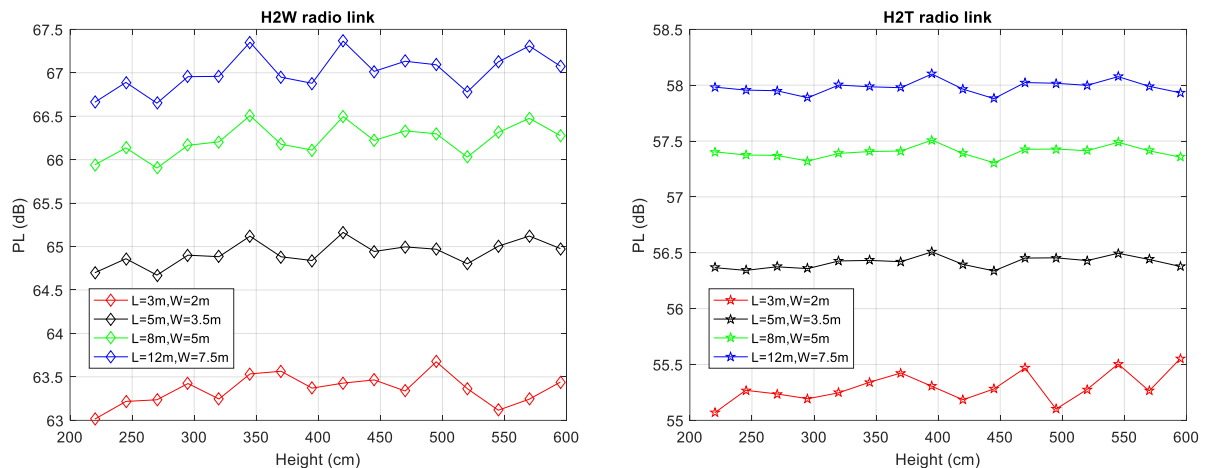 H2W radio link
67.5
67
66.5
66
65.5
65
64.5
64
63.5
63
PL (dB)
L=3m,W=2m
L=5m,W=3.5m
L=8m,W=5m
L=12m,W=7.5m
200 250 300 350 400 450 500 550 600
Height (cm)
H2T radio link
58.5
58
57.5
57
56.5
56
55.5
55
PL (dB)
L=3m,W=2m
L=5m,W=3.5m
L=8m,W=5m
L=12m,W=7.5m
200 250 300 350 400 450 500 550 600
Height (cm)